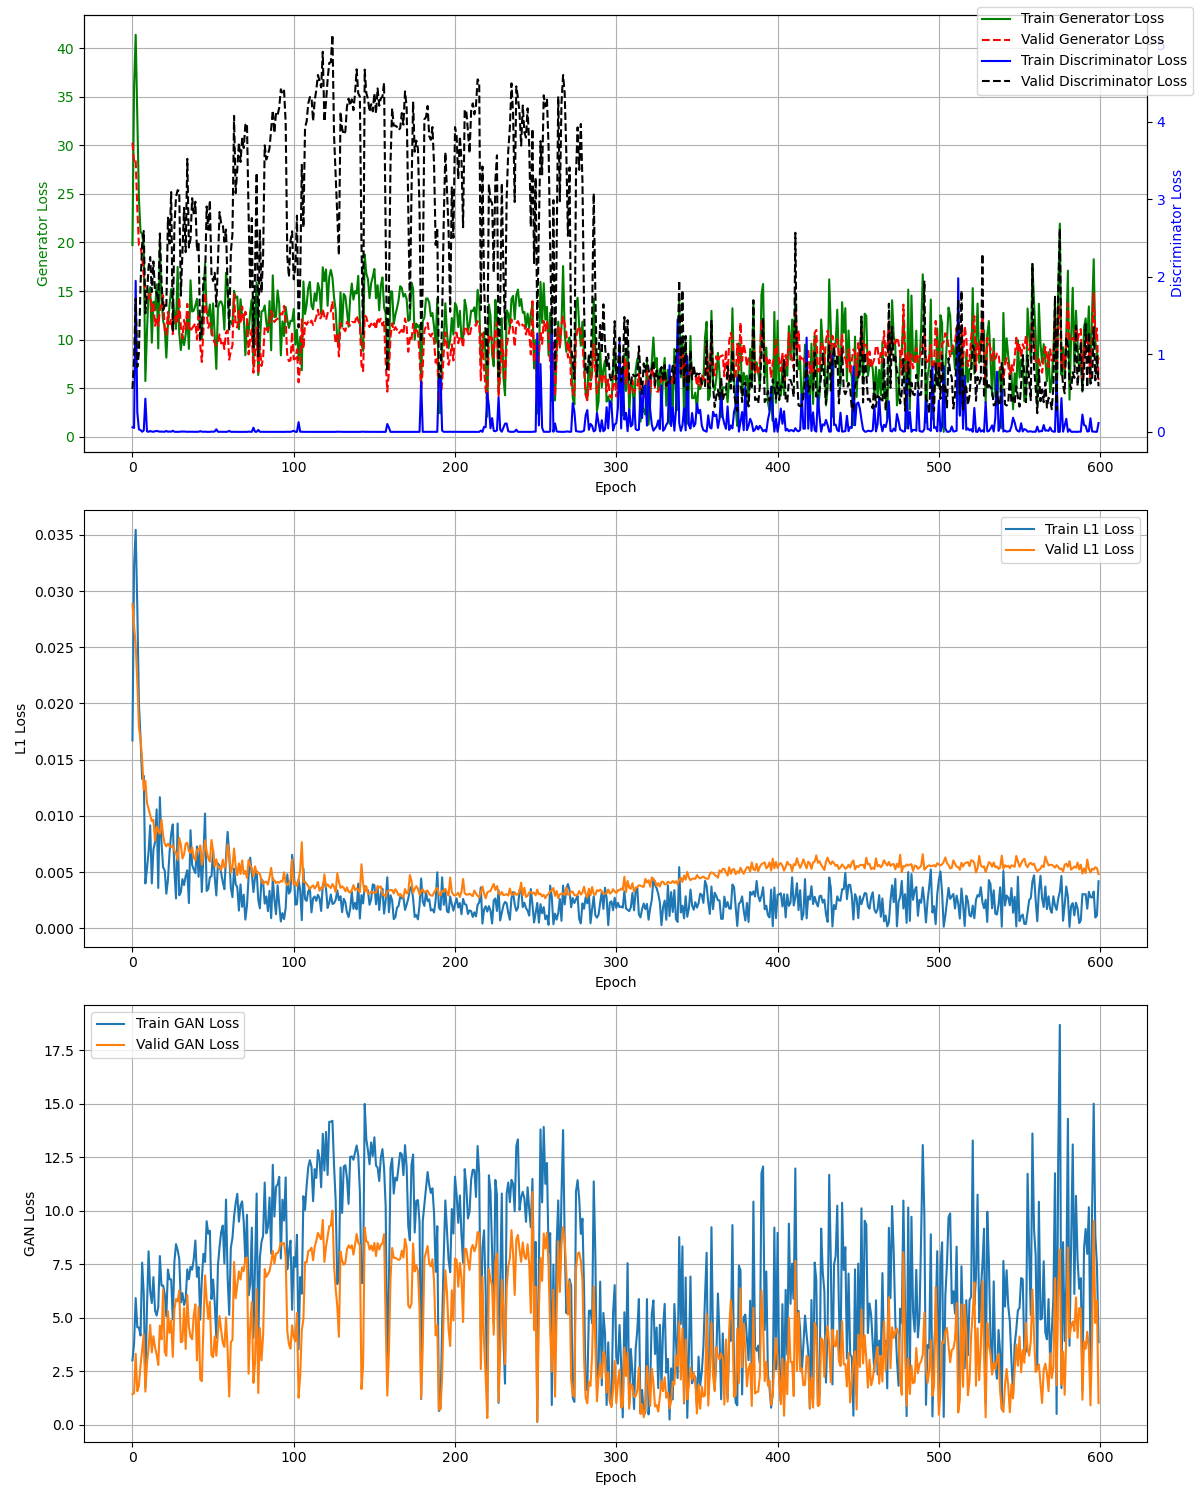 Train Generator Loss
Valid Generator Loss
Train Discriminator Loss
Valid Discriminator Loss
Generator Loss
40
35
30
25
20
15
10
5
0
Discriminator Loss
4
3
2
1
0
0 100 200 300 400 500 600
Epoch
Train L1 Loss
Valid L1 Loss
L1 Loss
0.035
0.030
0.025
0.020
0.015
0.010
0.005
0.000
0 100 200 300 400 500 600
Epoch
Train GAN Loss
Valid GAN Loss
GAN Loss
17.5
15.0
12.5
10.0
7.5
5.0
2.5
0.0
0 100 200 300 400 500 600
Epoch